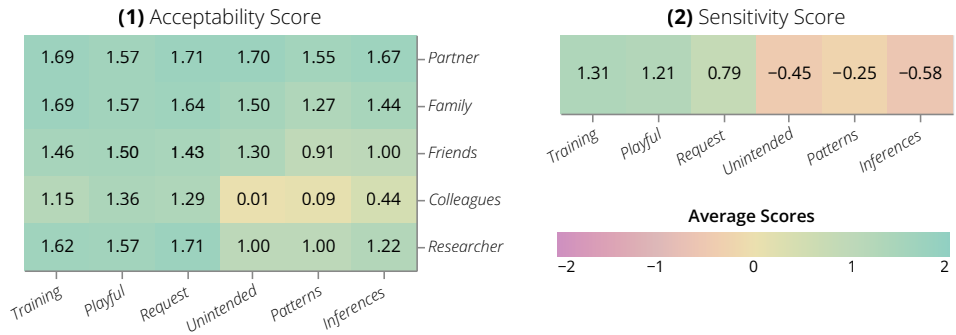 (1) Acceptability Score
1.69 1.57 1.71 1.70 1.55 1.67 Partner
1.69 1.57 1.64 1.50 1.27 1.44 Family
1.46 1.50 1.43 1.30 0.91 1.00 Friends
1.15 1.36 1.29 0.01 0.09 0.44 Colleagues
1.62 1.57 1.71 1.00 1.00 1.22 Researcher
Training Playful Request Unintended Patterns Inferences
(2) Sensitivity Score
1.31 1.21 0.79 −0.45 −0.25 −0.58
Training Playful Request Unintended Patterns Inferences
Average Scores
−2 −1 0 1 2